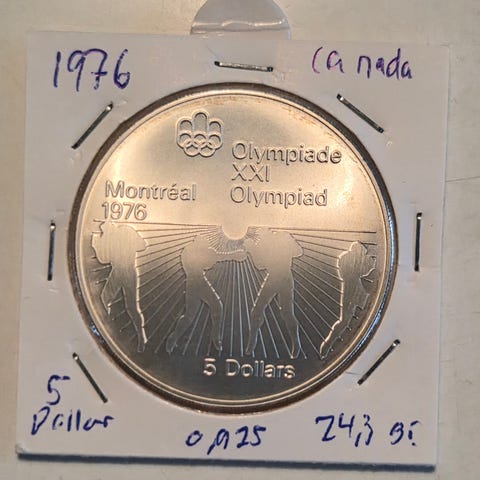 1976 Canada
Olympiade
XXI
Montréal Olympiad
1976
5 Dollars
5
Dollar 0,925 24,3 gr